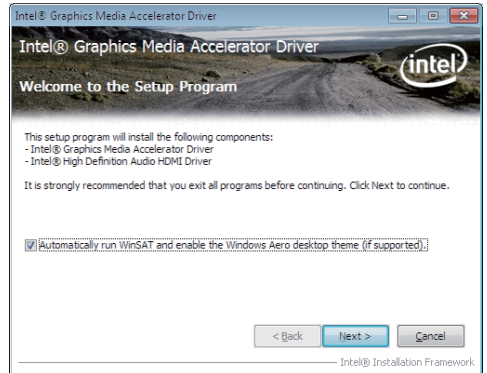 Intel® Graphics Media Accelerator Driver
Intel® Graphics Media Accelerator Driver
intel
Welcome to the Setup Program
This setup program will install the following components:
- Intel® Graphics Media Accelerator Driver
- Intel® High Definition Audio HDMI Driver
It is strongly recommended that you exit all programs before continuing. Click Next to continue.
Automatically run WinSAT and enable the Windows Aero desktop theme (if supported).
< Back Next > Cancel
Intel® Installation Framework